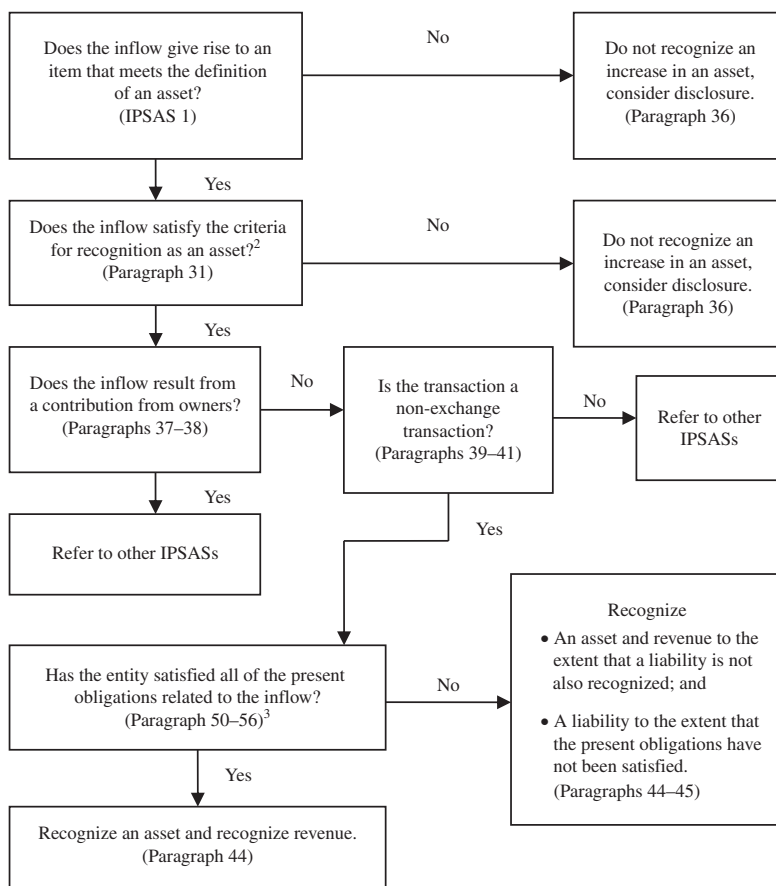 Does the inflow give rise to an
item that meets the definition
of an asset?
(IPSAS 1)
No
Do not recognize an
increase in an asset,
consider disclosure.
(Paragraph 36)
Yes
Does the inflow satisfy the criteria
for recognition as an asset?²
(Paragraph 31)
No
Do not recognize an
increase in an asset,
consider disclosure.
(Paragraph 36)
Yes
Does the inflow result from
a contribution from owners?
(Paragraphs 37–38)
No
Is the transaction a
non-exchange
transaction?
(Paragraphs 39–41)
No
Refer to other
IPSASs
Yes
Refer to other IPSASs
Yes
Has the entity satisfied all of the present
obligations related to the inflow?
(Paragraph 50–56)³
No
Recognize
• An asset and revenue to the
extent that a liability is not
also recognized; and
• A liability to the extent that
the present obligations have
not been satisfied.
(Paragraphs 44–45)
Yes
Recognize an asset and recognize revenue.
(Paragraph 44)